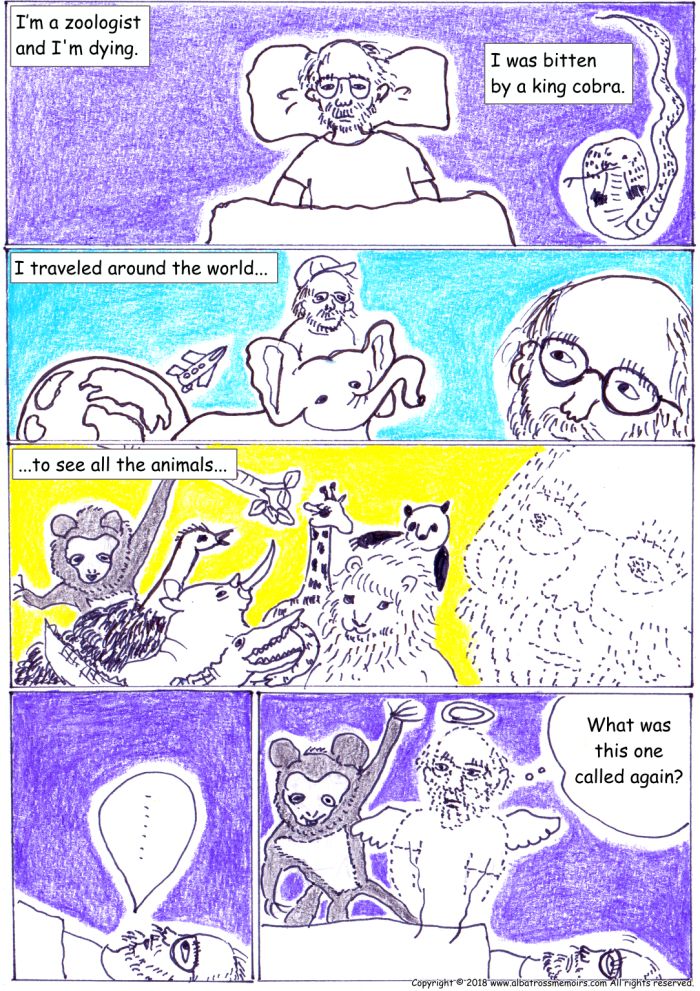 I'm a zoologist
and I'm dying.
I was bitten
by a king cobra.
I traveled around the world...
...to see all the animals...
What was
this one
called again?
Copyright © 2018 www.albatrossmemoirs.com All rights reserved.